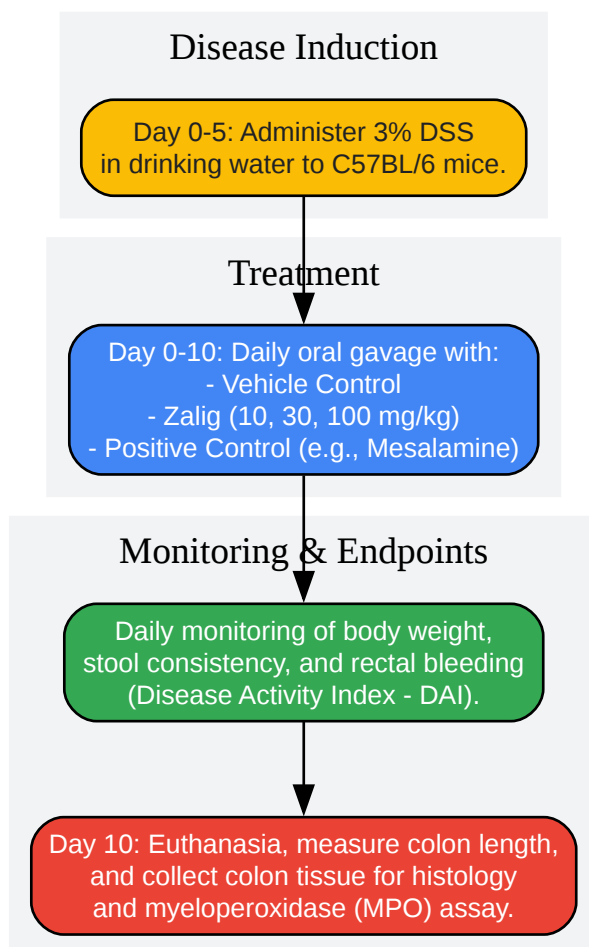 Disease Induction
Day 0-5: Administer 3% DSS
in drinking water to C57BL/6 mice.
Treatment
Day 0-10: Daily oral gavage with:
- Vehicle Control
- Zalig (10, 30, 100 mg/kg)
- Positive Control (e.g., Mesalamine)
Monitoring & Endpoints
Daily monitoring of body weight,
stool consistency, and rectal bleeding
(Disease Activity Index - DAI).
Day 10: Euthanasia, measure colon length,
and collect colon tissue for histology
and myeloperoxidase (MPO) assay.